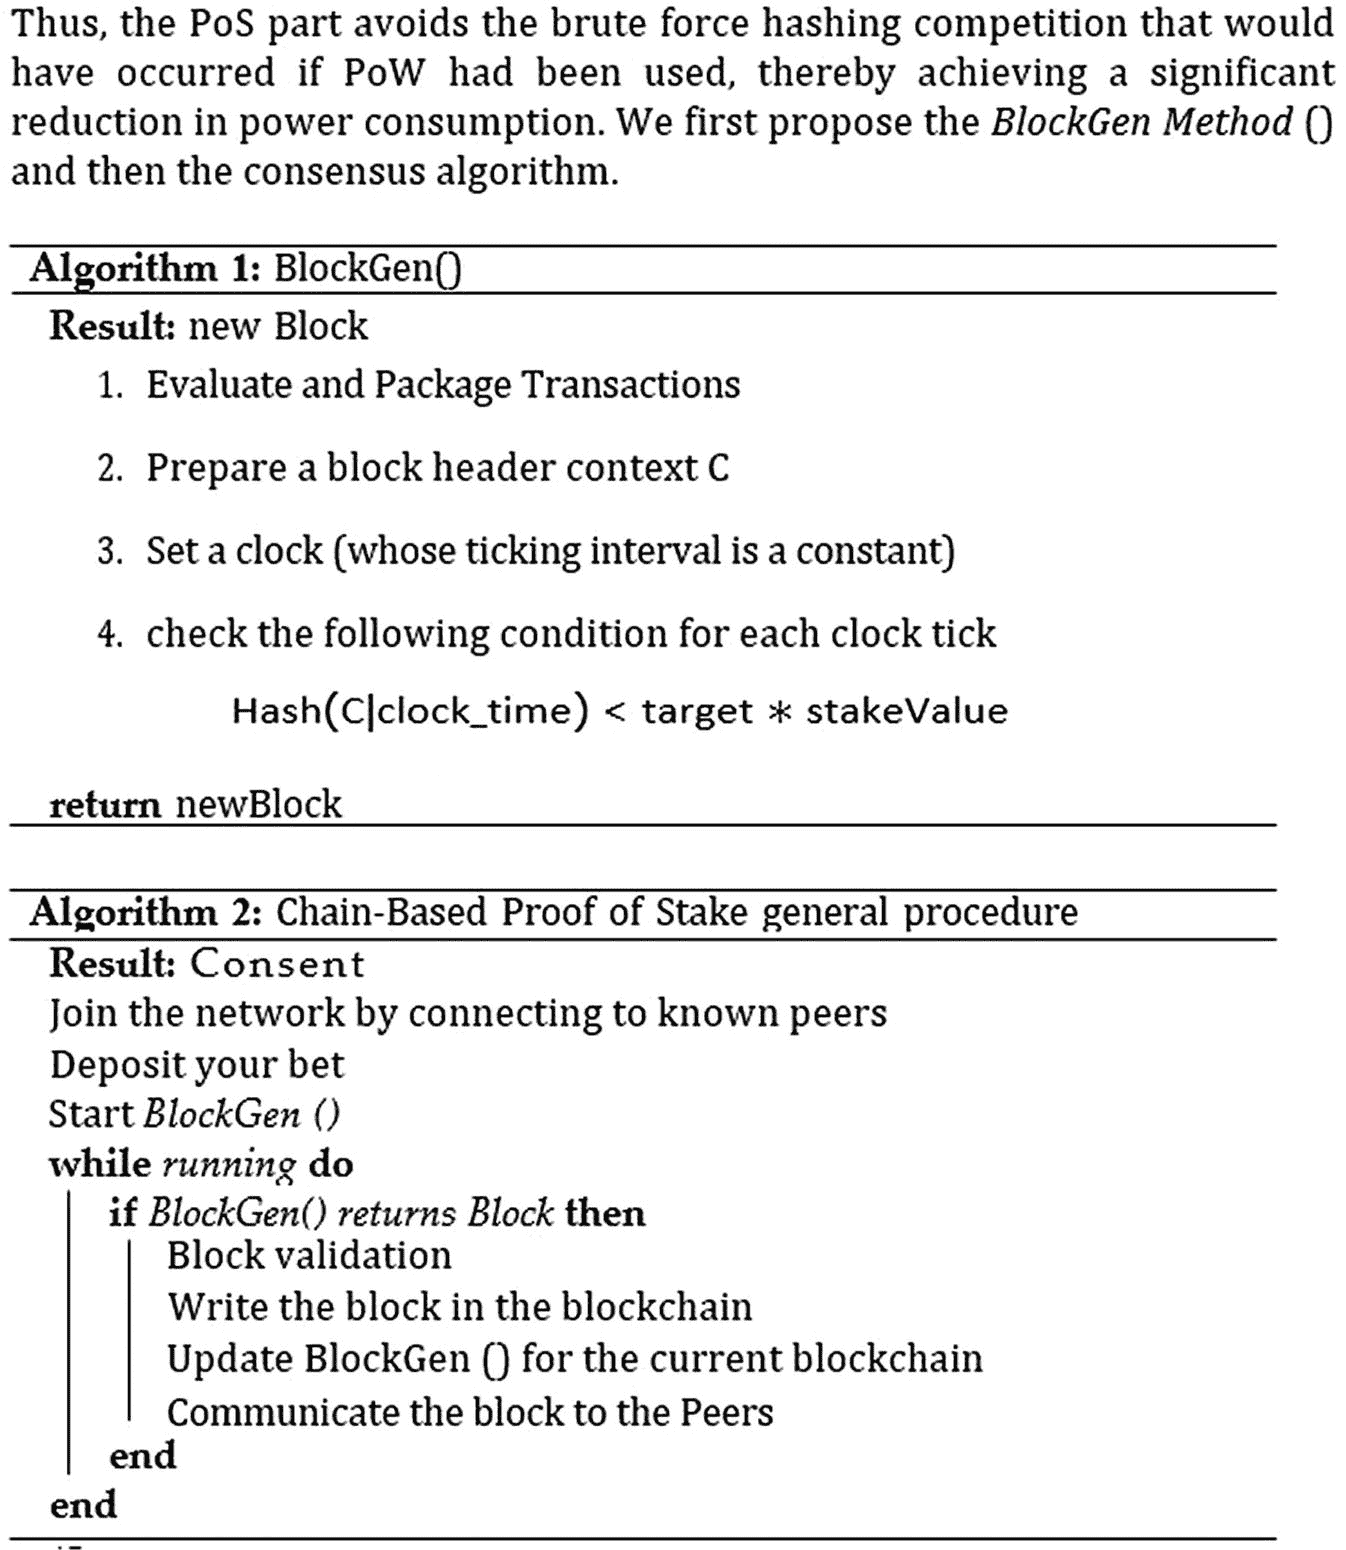 Thus, the PoS part avoids the brute force hashing competition that would
have occurred if PoW had been used, thereby achieving a significant
reduction in power consumption. We first propose the BlockGen Method ()
and then the consensus algorithm.
Algorithm 1: BlockGen()
Result: new Block
1. Evaluate and Package Transactions
2. Prepare a block header context C
3. Set a clock (whose ticking interval is a constant)
4. check the following condition for each clock tick
Hash(C|clock_time) < target * stakeValue
return newBlock
Algorithm 2: Chain-Based Proof of Stake general procedure
Result: Consent
Join the network by connecting to known peers
Deposit your bet
Start BlockGen ()
while running do
if BlockGen() returns Block then
Block validation
Write the block in the blockchain
Update BlockGen () for the current blockchain
Communicate the block to the Peers
end
end